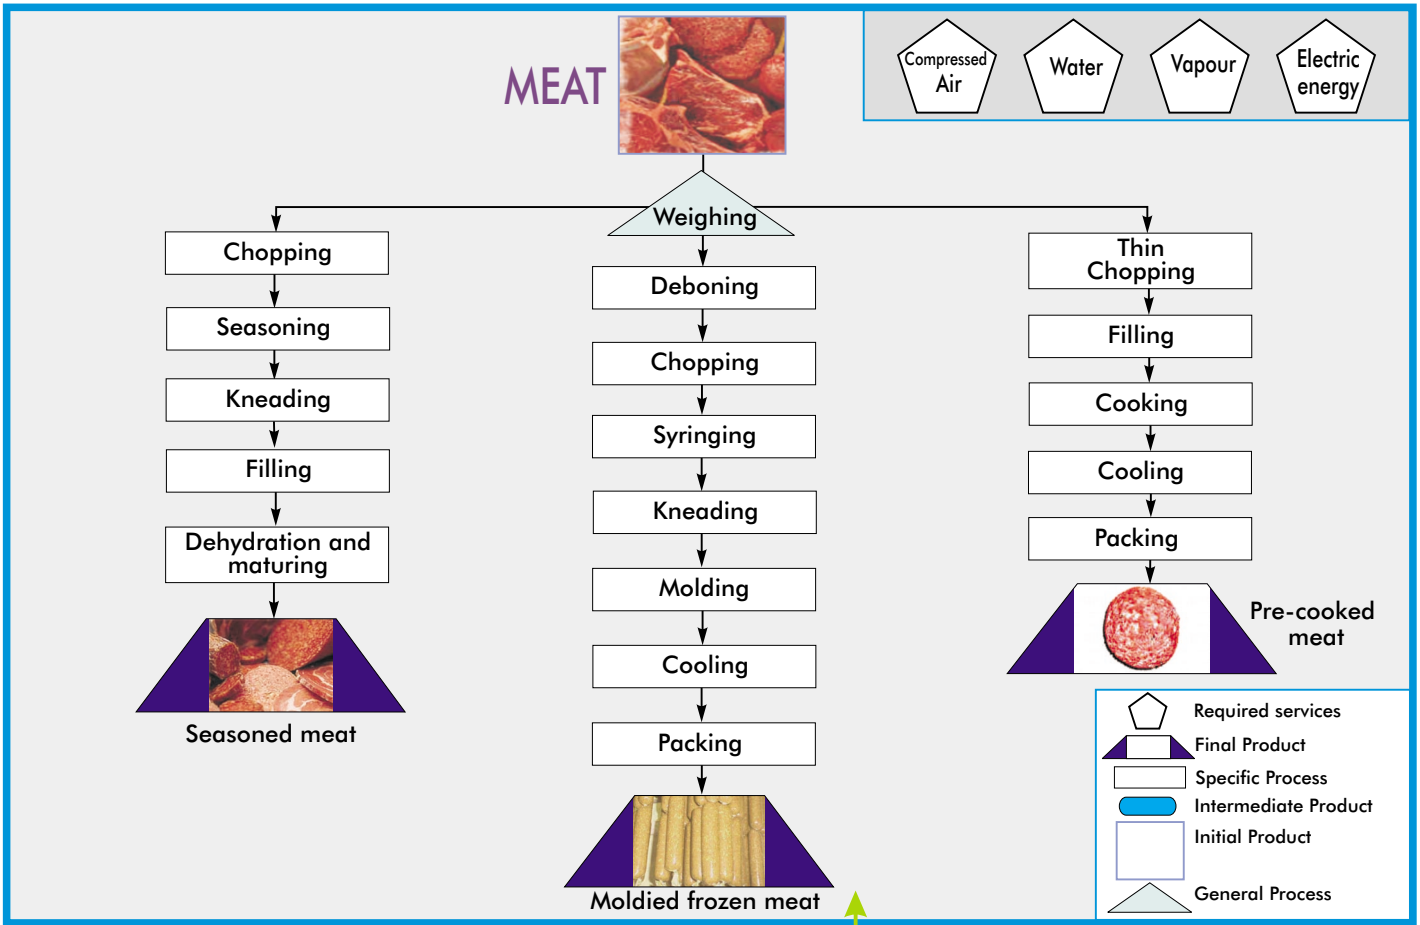 MEAT
Compressed
Air
Water
Vapour
Electric
energy
Weighing
Chopping
Seasoning
Kneading
Filling
Dehydration and
maturing
Seasoned meat
Deboning
Chopping
Syringing
Kneading
Molding
Cooling
Packing
Moldied frozen meat
Thin
Chopping
Filling
Cooking
Cooling
Packing
Pre-cooked
meat
Required services
Final Product
Specific Process
Intermediate Product
Initial Product
General Process